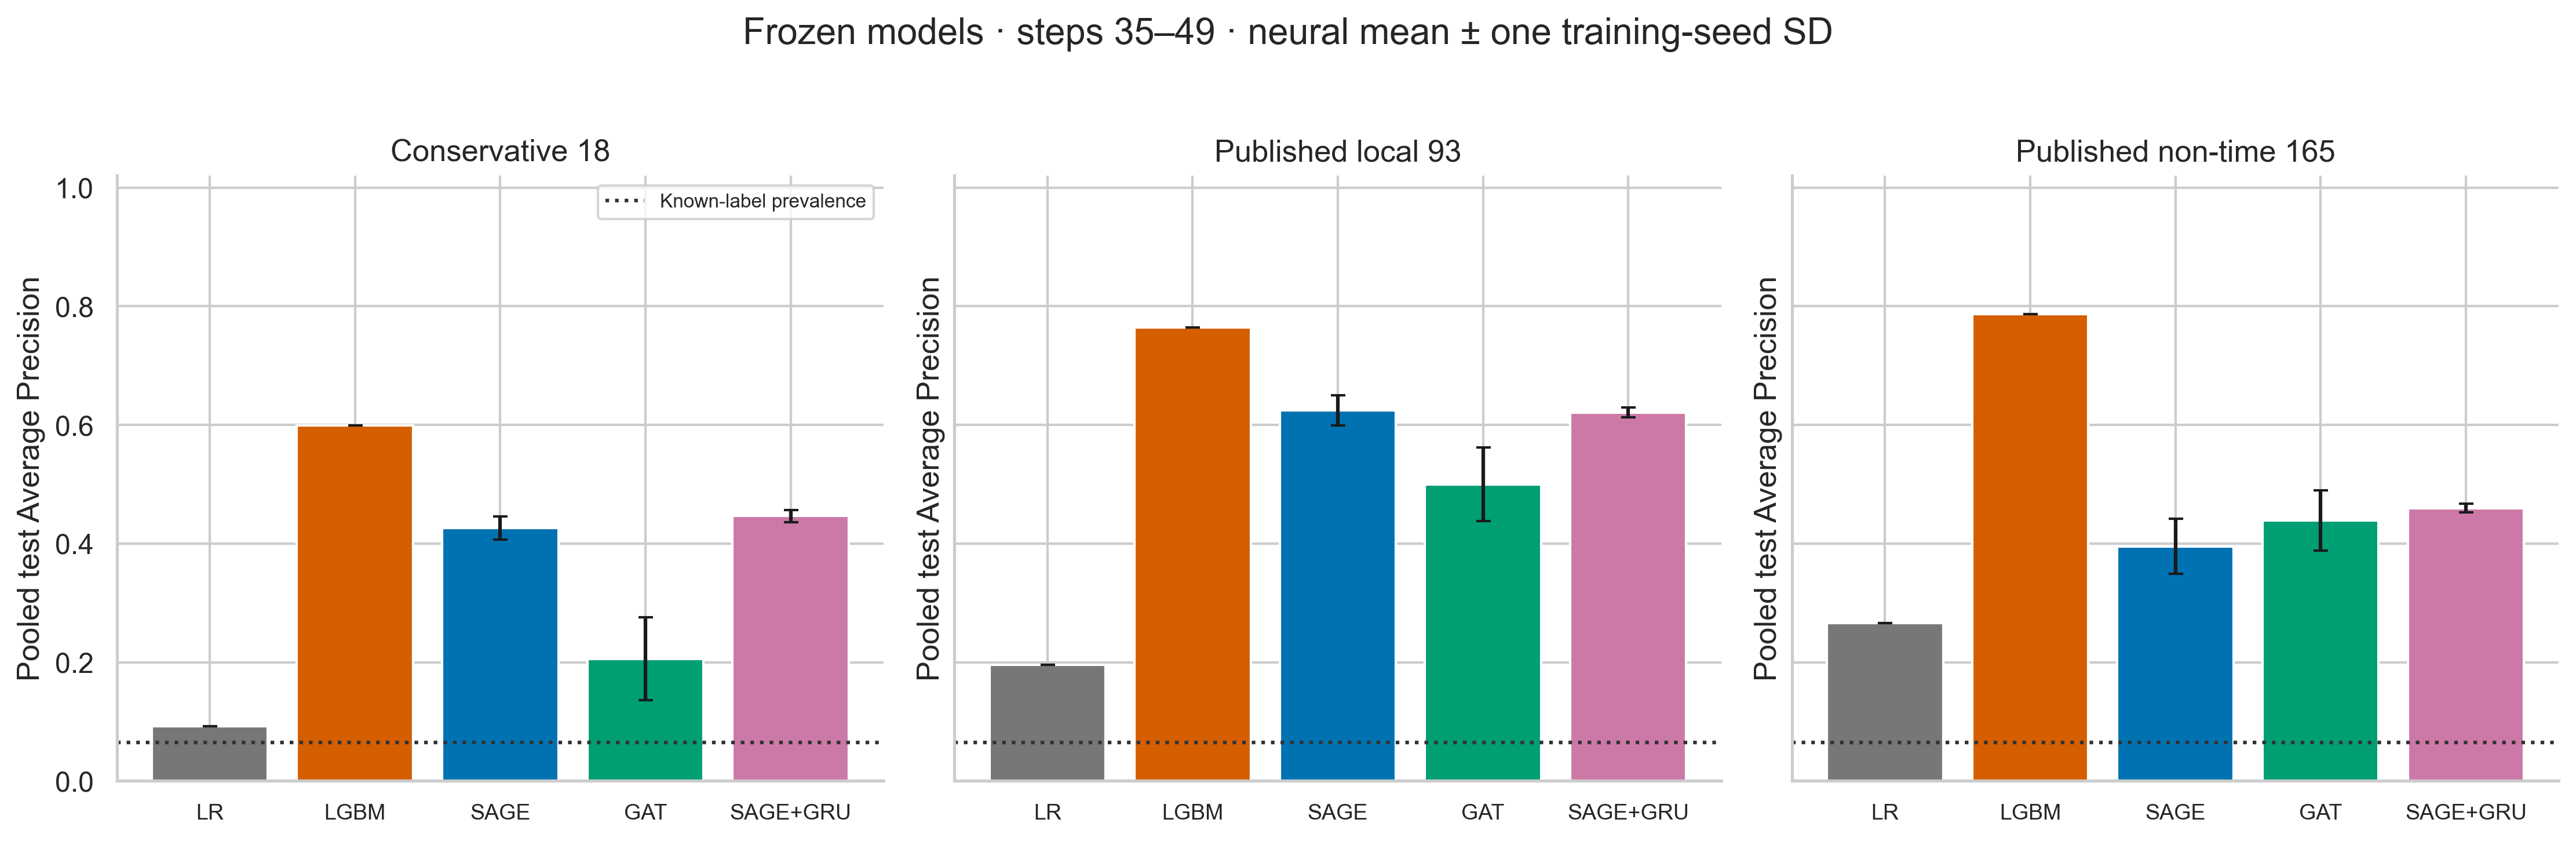 Frozen models · steps 35–49 · neural mean ± one training-seed SD
Conservative 18
Published local 93
Published non-time 165
Pooled test Average Precision
1.0
0.8
0.6
0.4
0.2
0.0
Known-label prevalence
LR
LGBM
SAGE
GAT
SAGE+GRU
Pooled test Average Precision
LR
LGBM
SAGE
GAT
SAGE+GRU
Pooled test Average Precision
LR
LGBM
SAGE
GAT
SAGE+GRU